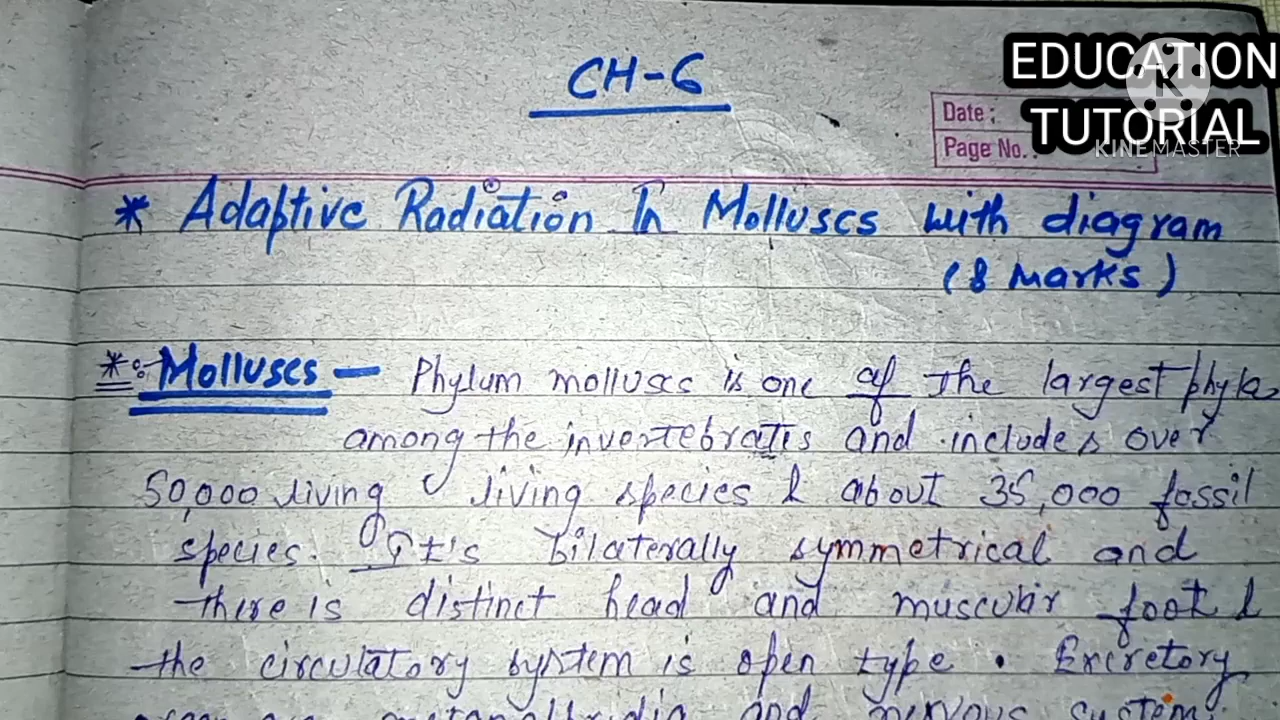 CH-6
EDUCATION
TUTORIAL
KINEMASTER
Date:
Page No.:
* Adaptive Radiation In Molluscs with diagram
(8 Marks)
*:- Molluscs — Phylum molluscs is one of the largest phyla
among the invertebrates and includes over
50,000 living living species & about 35,000 fossil
species. It's bilaterally symmetrical and
there is distinct head and muscular foot &
the circulatory system is open type. Excretory
and nervous system.